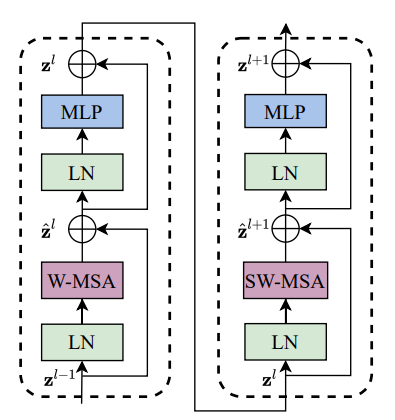 z^l
MLP
LN
ẑ^l
W-MSA
LN
z^{l-1}
z^{l+1}
MLP
LN
ẑ^{l+1}
SW-MSA
LN
z^l